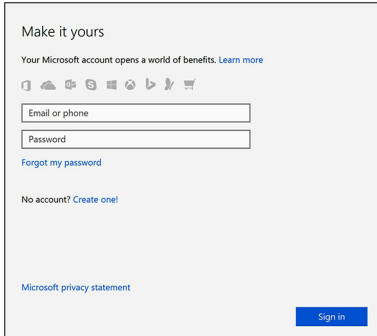 Make it yours
Your Microsoft account opens a world of benefits. Learn more
Email or phone
Password
Forgot my password
No account? Create one!
Microsoft privacy statement
Sign in